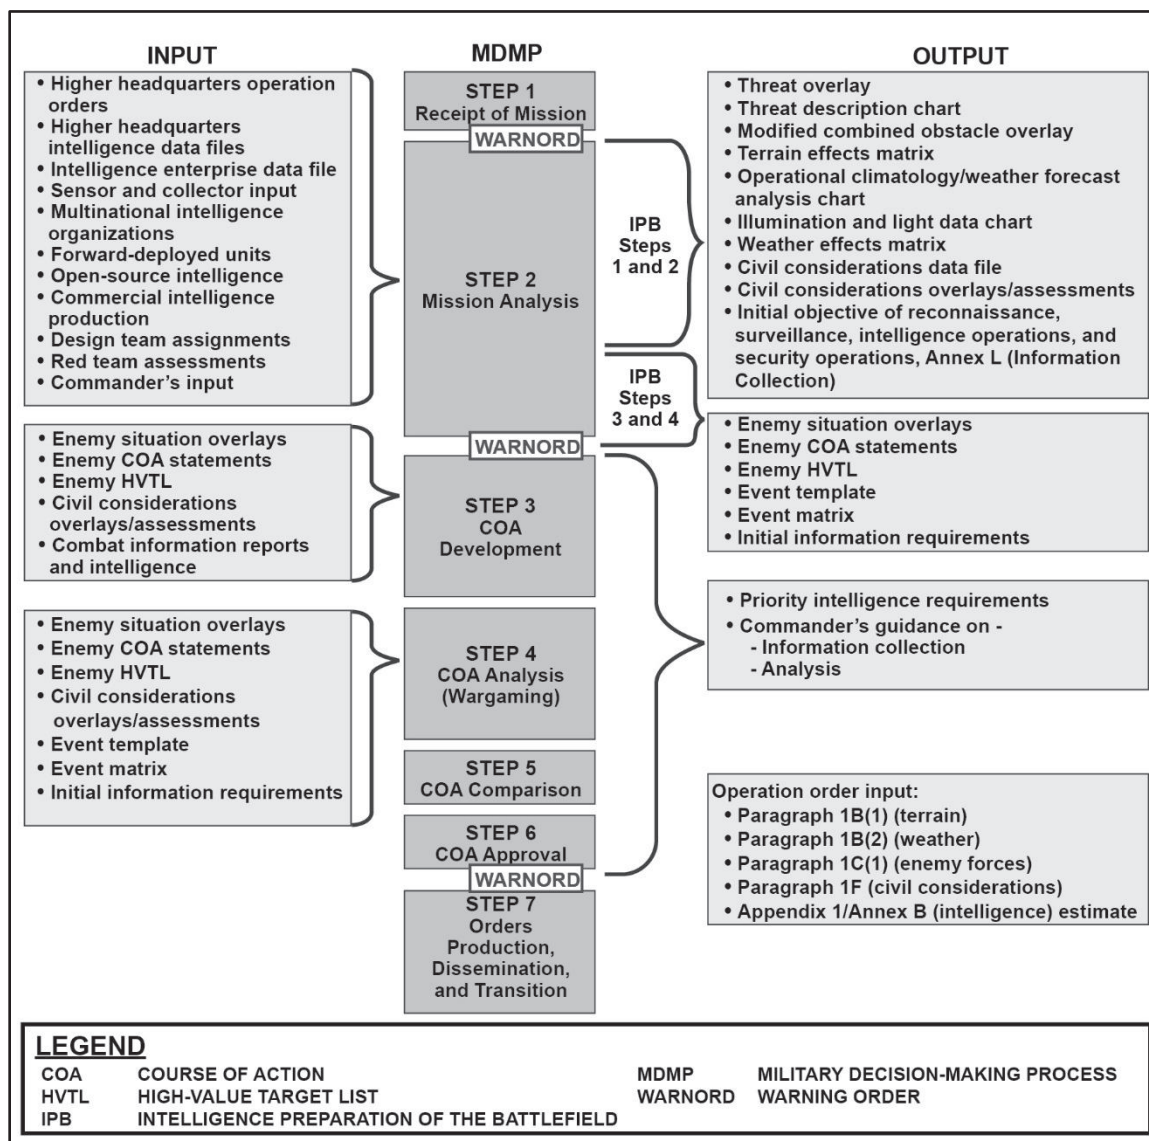 INPUT
• Higher headquarters operation
orders
• Higher headquarters
intelligence data files
• Intelligence enterprise data file
• Sensor and collector input
• Multinational intelligence
organizations
• Forward-deployed units
• Open-source intelligence
• Commercial intelligence
production
• Design team assignments
• Red team assessments
• Commander's input
• Enemy situation overlays
• Enemy COA statements
• Enemy HVTL
• Civil considerations
overlays/assessments
• Combat information reports
and intelligence
• Enemy situation overlays
• Enemy COA statements
• Enemy HVTL
• Civil considerations
overlays/assessments
• Event template
• Event matrix
• Initial information requirements
MDMP
STEP 1
Receipt of Mission
WARNORD
STEP 2
Mission Analysis
WARNORD
STEP 3
COA
Development
STEP 4
COA Analysis
(Wargaming)
STEP 5
COA Comparison
STEP 6
COA Approval
WARNORD
STEP 7
Orders
Production,
Dissemination,
and Transition
IPB
Steps
1 and 2
IPB
Steps
3 and 4
OUTPUT
• Threat overlay
• Threat description chart
• Modified combined obstacle overlay
• Terrain effects matrix
• Operational climatology/weather forecast
analysis chart
• Illumination and light data chart
• Weather effects matrix
• Civil considerations data file
• Civil considerations overlays/assessments
• Initial objective of reconnaissance,
surveillance, intelligence operations, and
security operations, Annex L (Information
Collection)
• Enemy situation overlays
• Enemy COA statements
• Enemy HVTL
• Event template
• Event matrix
• Initial information requirements
• Priority intelligence requirements
• Commander's guidance on -
- Information collection
- Analysis
Operation order input:
• Paragraph 1B(1) (terrain)
• Paragraph 1B(2) (weather)
• Paragraph 1C(1) (enemy forces)
• Paragraph 1F (civil considerations)
• Appendix 1/Annex B (intelligence) estimate
LEGEND
COA COURSE OF ACTION
HVTL HIGH-VALUE TARGET LIST
IPB INTELLIGENCE PREPARATION OF THE BATTLEFIELD
MDMP MILITARY DECISION-MAKING PROCESS
WARNORD WARNING ORDER